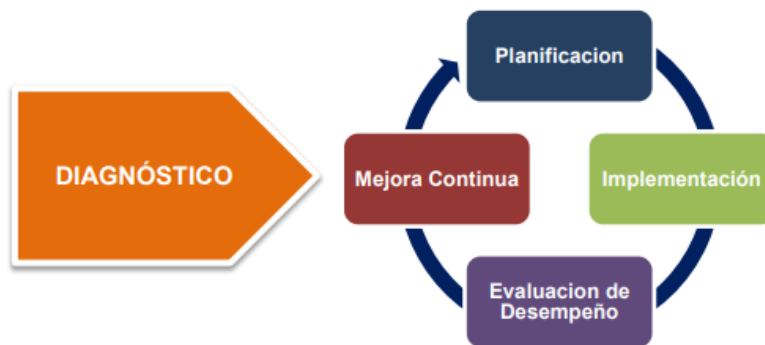 Planificacion
DIAGNÓSTICO
Mejora Continua
Implementación
Evaluacion de
Desempeño